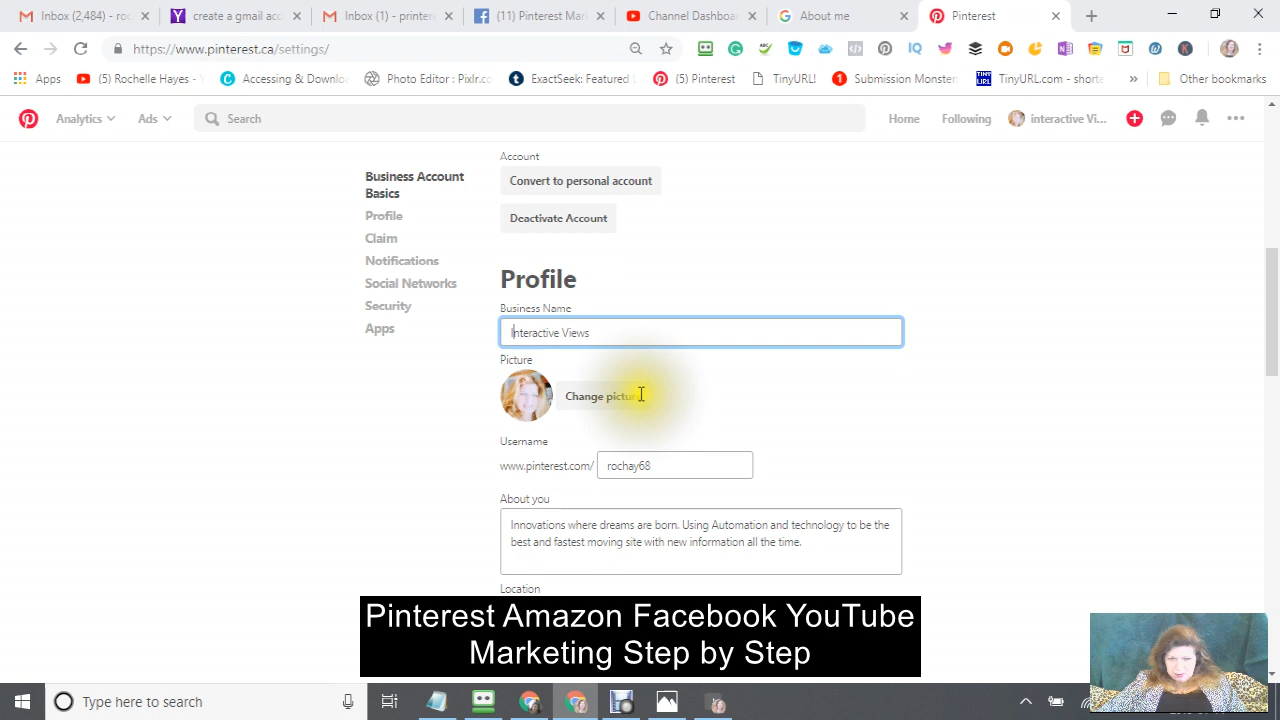 Inbox (2,484) - roc
create a gmail acc
Inbox (1) - printer
(11) Pinterest Mar
Channel Dashboar
About me
Pinterest
https://www.pinterest.ca/settings/
Apps
(5) Rochelle Hayes -
Accessing & Downlo
Photo Editor: Pixlr.co
ExactSeek: Featured
(5) Pinterest
TinyURL!
Submission Monster
TinyURL.com - shorte
Other bookmarks
Analytics
Ads
Search
Home
Following
interactive Vi...
Account
Convert to personal account
Deactivate Account
Business Account
Basics
Profile
Claim
Notifications
Social Networks
Security
Apps
Profile
Business Name
Interactive Views
Picture
Change picture
Username
www.pinterest.com/
rochay68
About you
Innovations where dreams are born. Using Automation and technology to be the
best and fastest moving site with new information all the time.
Location
Pinterest Amazon Facebook YouTube
Marketing Step by Step
Type here to search